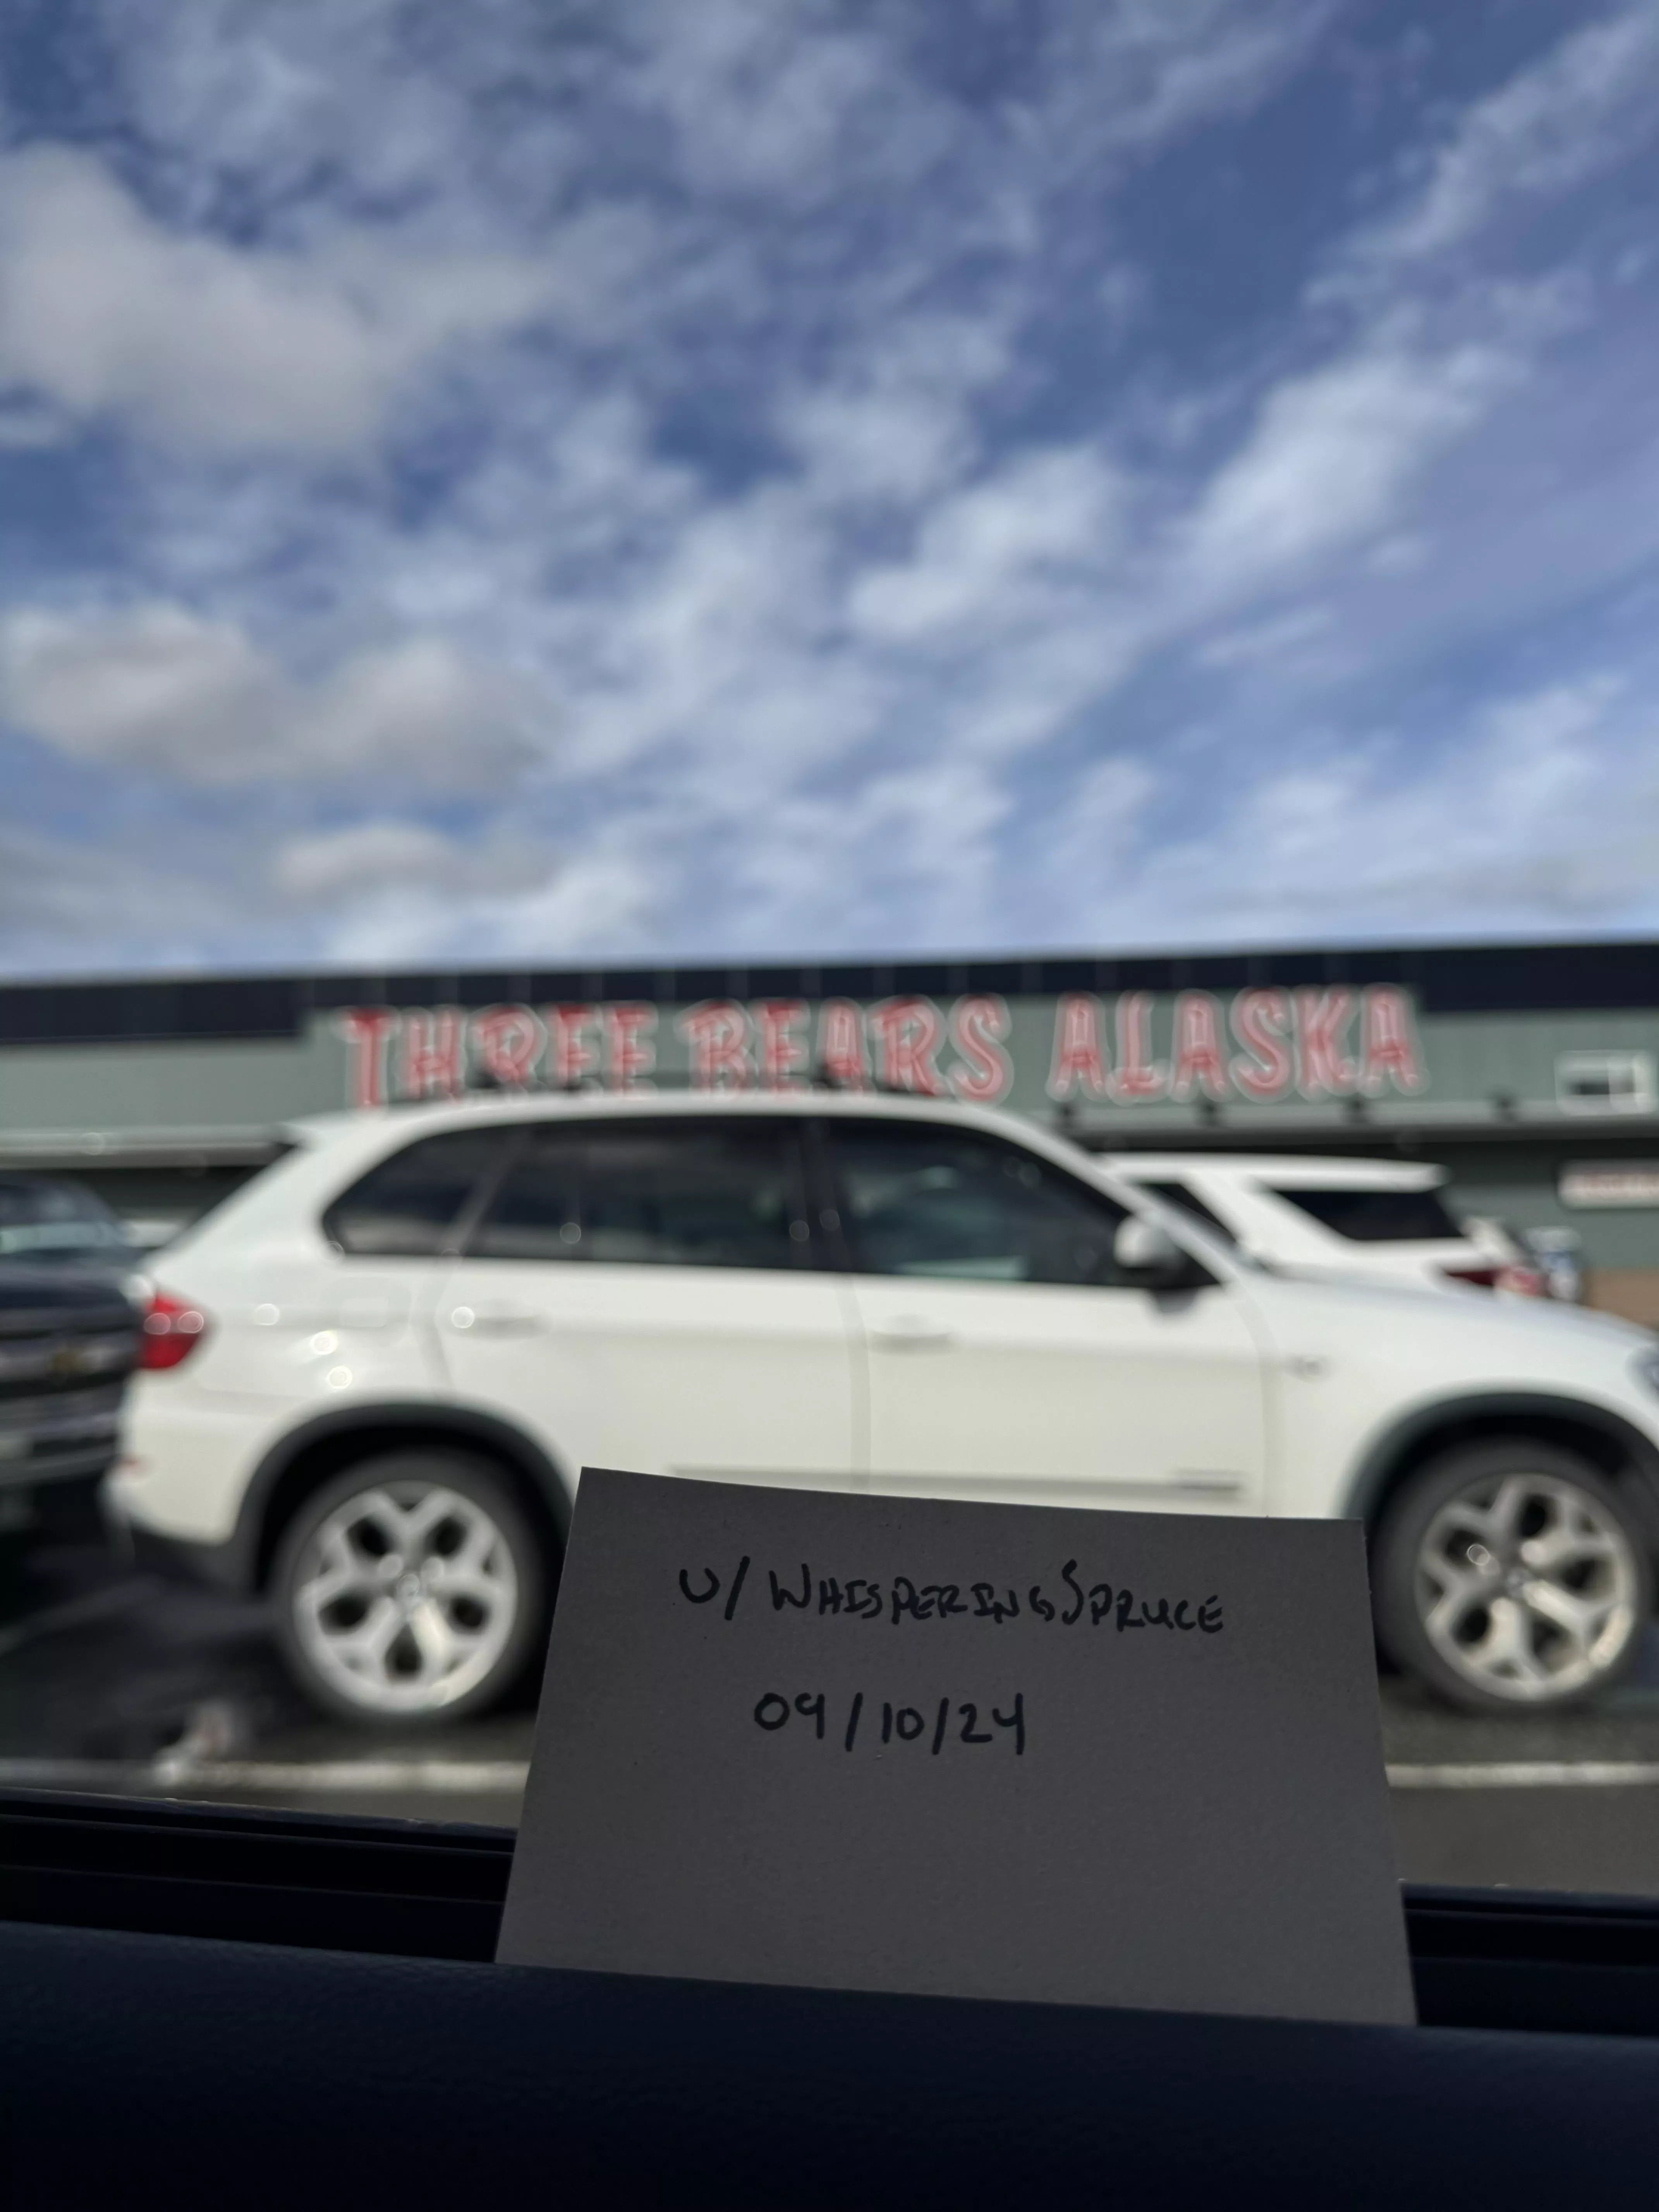 THREE BEARS ALASKA
U/WHISPERINGSPRUCE
09/10/24